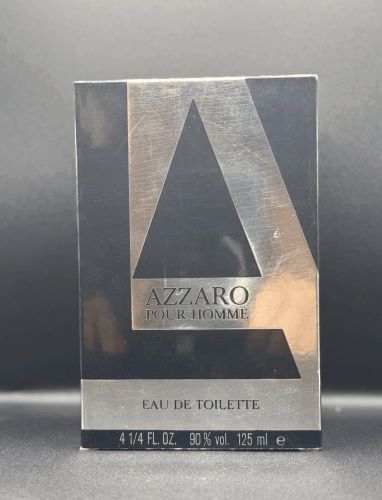 AZZARO
POUR HOMME
EAU DE TOILETTE
4 1/4 FL. OZ. 90% vol. 125 ml ℮